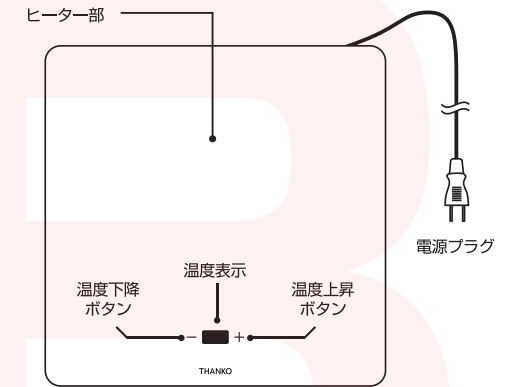 ヒーター部
電源プラグ
温度表示
温度下降
ボタン
温度上昇
ボタン
− +
THANKO